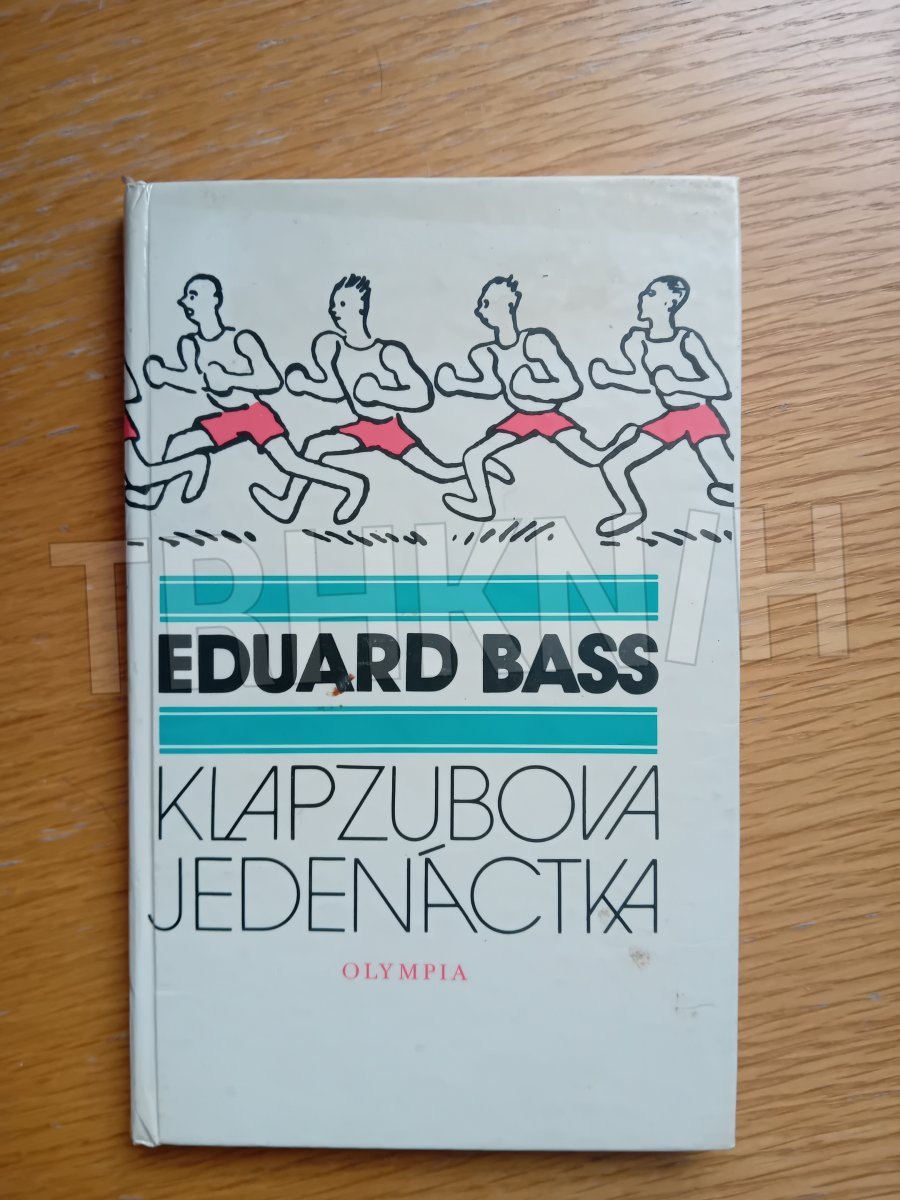 TRHKNIH
EDUARD BASS
KLAPZUBOVA
JEDENÁCTKA
OLYMPIA